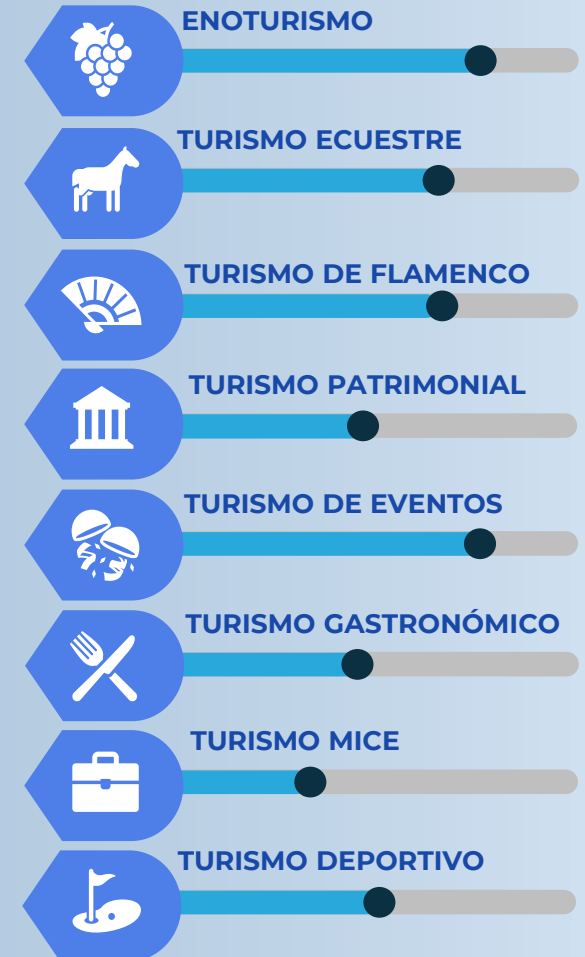 ENOTURISMO
TURISMO ECUESTRE
TURISMO DE FLAMENCO
TURISMO PATRIMONIAL
TURISMO DE EVENTOS
TURISMO GASTRONÓMICO
TURISMO MICE
TURISMO DEPORTIVO